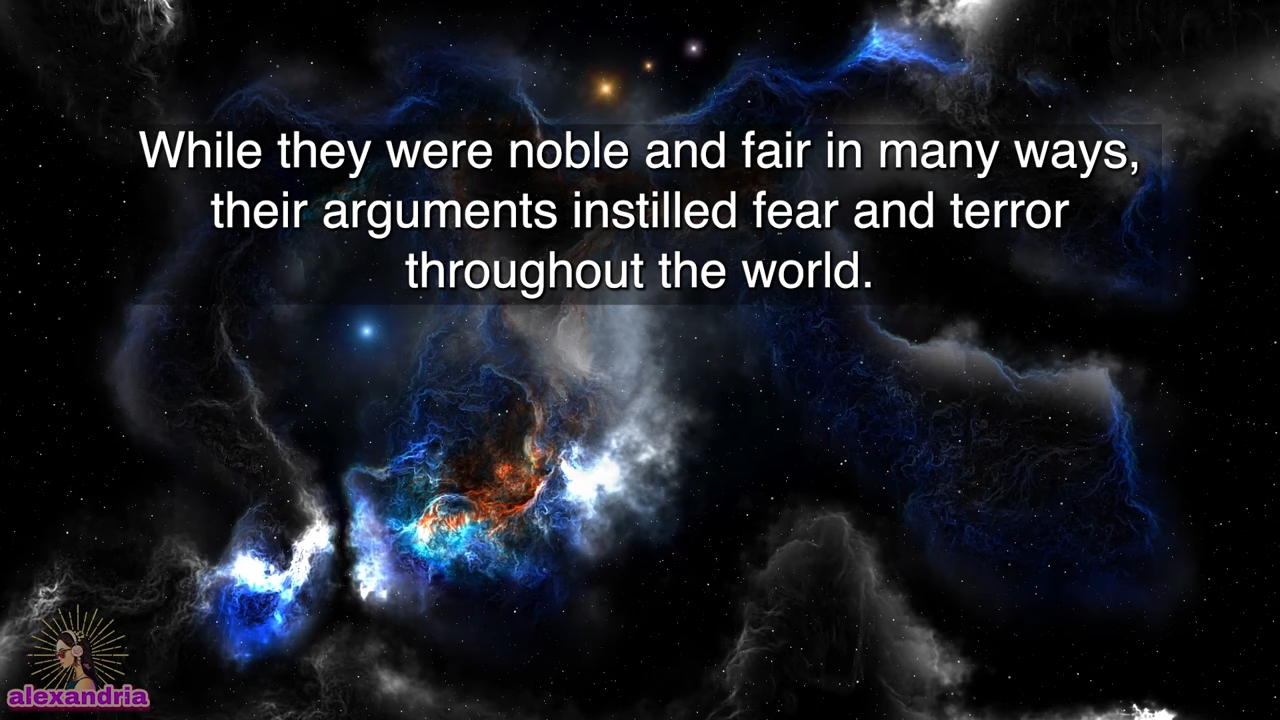 While they were noble and fair in many ways,
their arguments instilled fear and terror
throughout the world.
alexandria